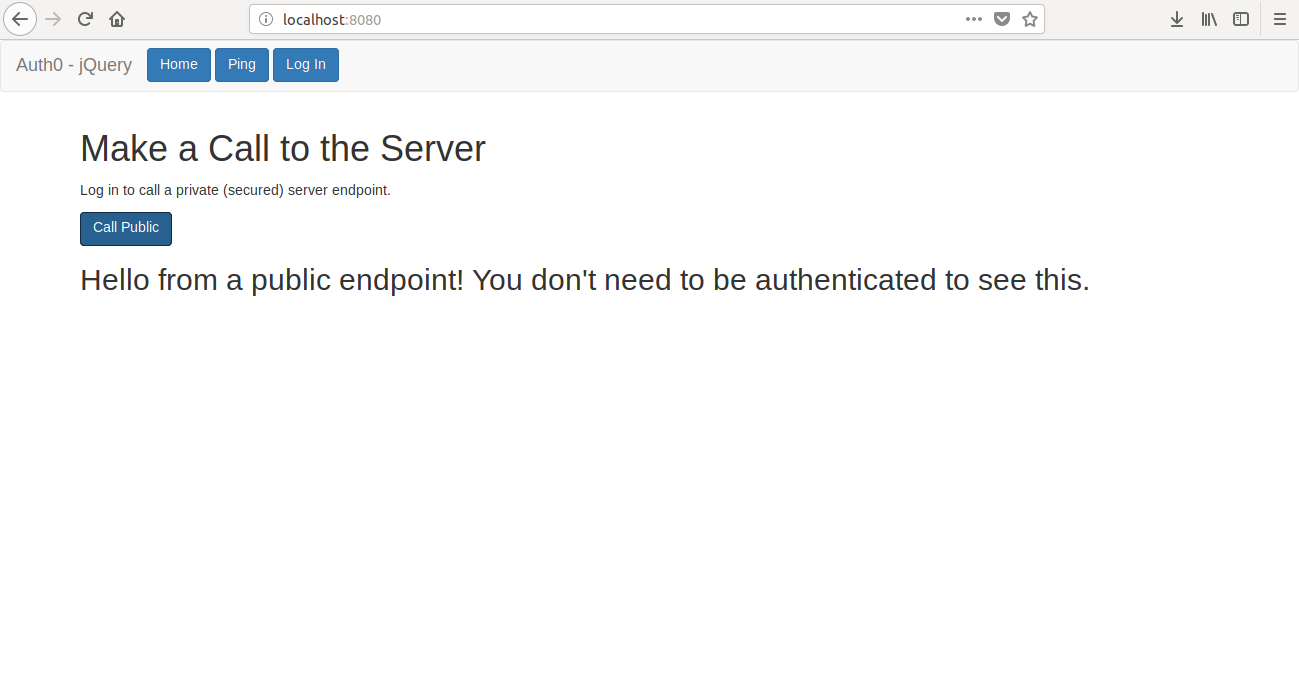 localhost:8080
Auth0 - jQuery Home Ping Log In
Make a Call to the Server
Log in to call a private (secured) server endpoint.
Call Public
Hello from a public endpoint! You don't need to be authenticated to see this.